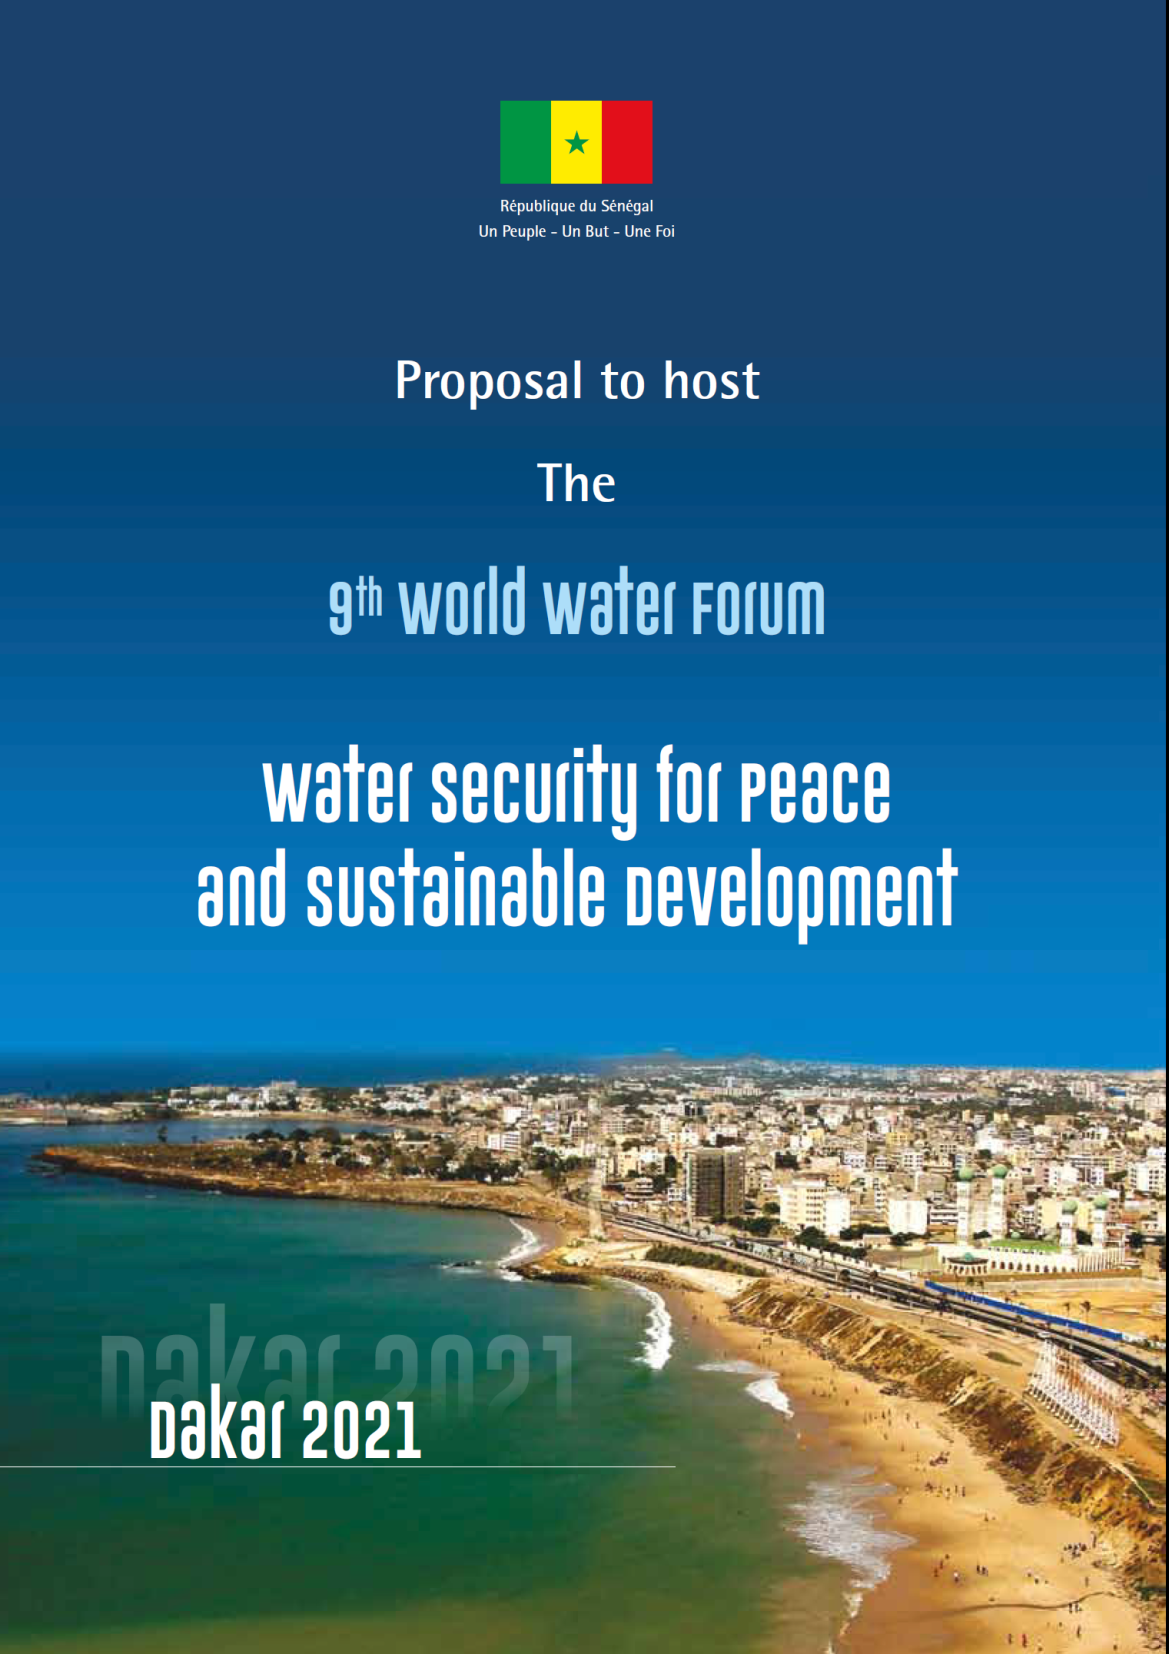 République du Sénégal
Un Peuple - Un But - Une Foi
Proposal to host
The
9th World Water Forum
Water Security for Peace
and Sustainable Development
Dakar 2021
Dakar 2021